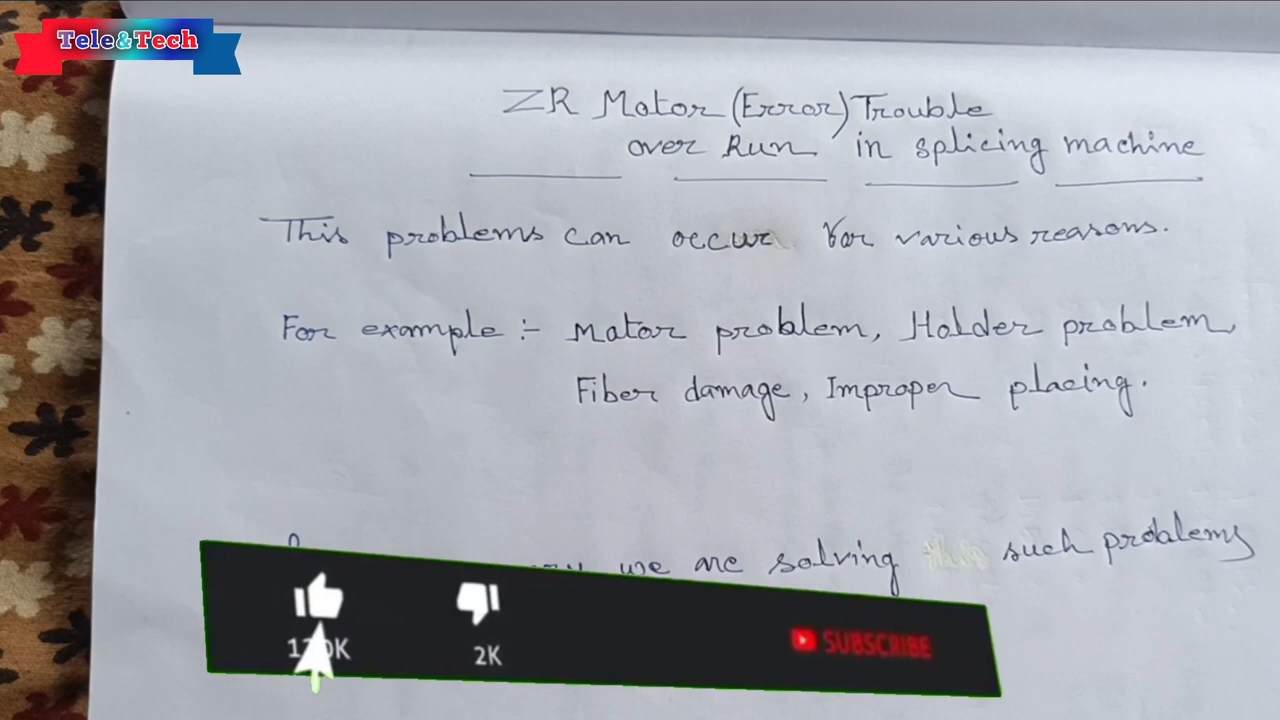 Tele&Tech
ZR Motor (Error) Trouble
over Run in splicing machine
This problems can occur for various reasons.
For example :- Motor problem, Holder problem,
Fiber damage, Improper placing.
we are solving such problems
2K
SUBSCRIBE